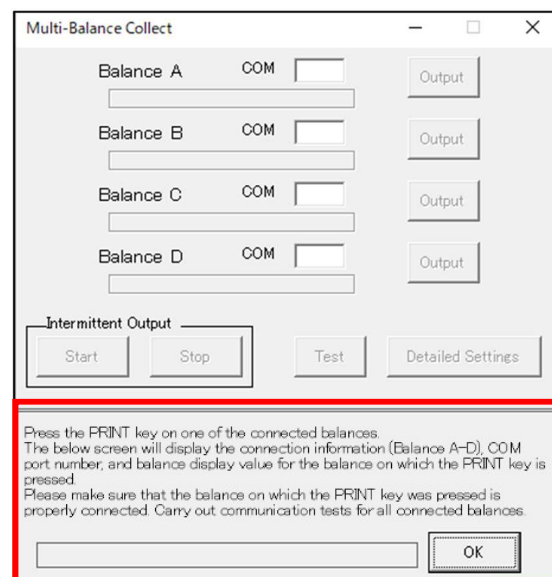 Multi-Balance Collect
Balance A COM Output
Balance B COM Output
Balance C COM Output
Balance D COM Output
Intermittent Output
Start Stop Test Detailed Settings
Press the PRINT key on one of the connected balances.
The below screen will display the connection information (Balance A-D), COM
port number, and balance display value for the balance on which the PRINT key is
pressed.
Please make sure that the balance on which the PRINT key was pressed is
properly connected. Carry out communication tests for all connected balances.
OK